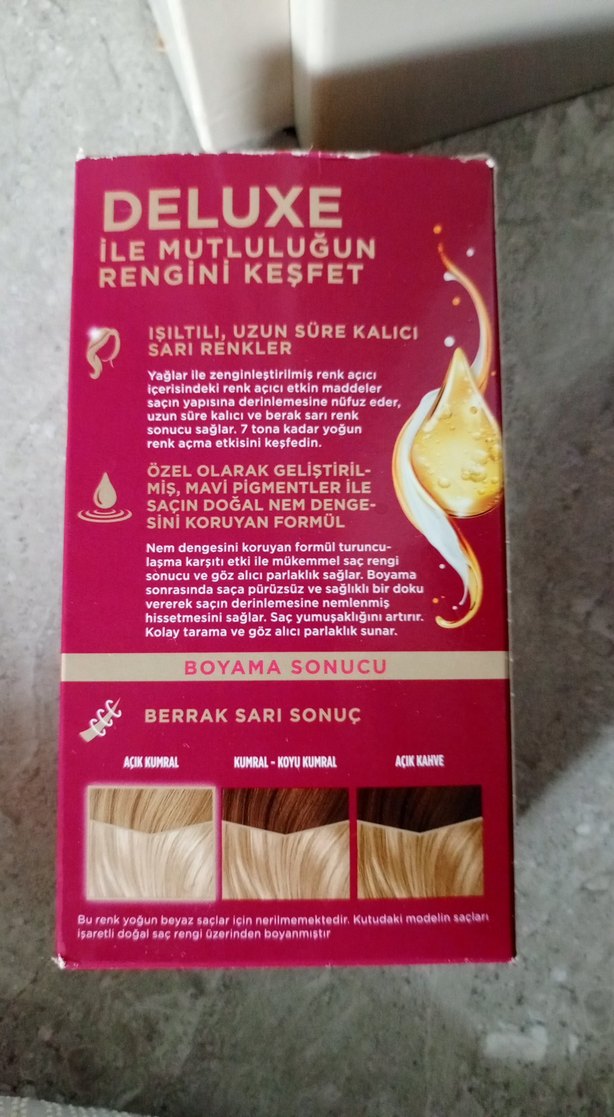 DELUXE
İLE MUTLULUĞUN
RENGİNİ KEŞFET
IŞILTILI, UZUN SÜRE KALICI
SARI RENKLER
Yağlar ile zenginleştirilmiş renk açıcı
içerisindeki renk açıcı etkin maddeler
saçın yapısına derinlemesine nüfuz eder,
uzun süre kalıcı ve berak sarı renk
sonucu sağlar. 7 tona kadar yoğun
renk açma etkisini keşfedin.
ÖZEL OLARAK GELİŞTİRİL-
MİŞ, MAVİ PİGMENTLER İLE
SAÇIN DOĞAL NEM DENGE-
SİNİ KORUYAN FORMÜL
Nem dengesini koruyan formül turuncu-
laşma karşıtı etki ile mükemmel saç rengi
sonucu ve göz alıcı parlaklık sağlar. Boyama
sonrasında saça pürüzsüz ve sağlıklı bir doku
vererek saçın derinlemesine nemlenmiş
hissetmesini sağlar. Saç yumuşaklığını artırır.
Kolay tarama ve göz alıcı parlaklık sunar.
BOYAMA SONUCU
BERRAK SARI SONUÇ
AÇIK KUMRAL
KUMRAL - KOYU KUMRAL
AÇIK KAHVE
Bu renk yoğun beyaz saçlar için nerilmemektedir. Kutudaki modelin saçları
işaretli doğal saç rengi üzerinden boyanmıştır